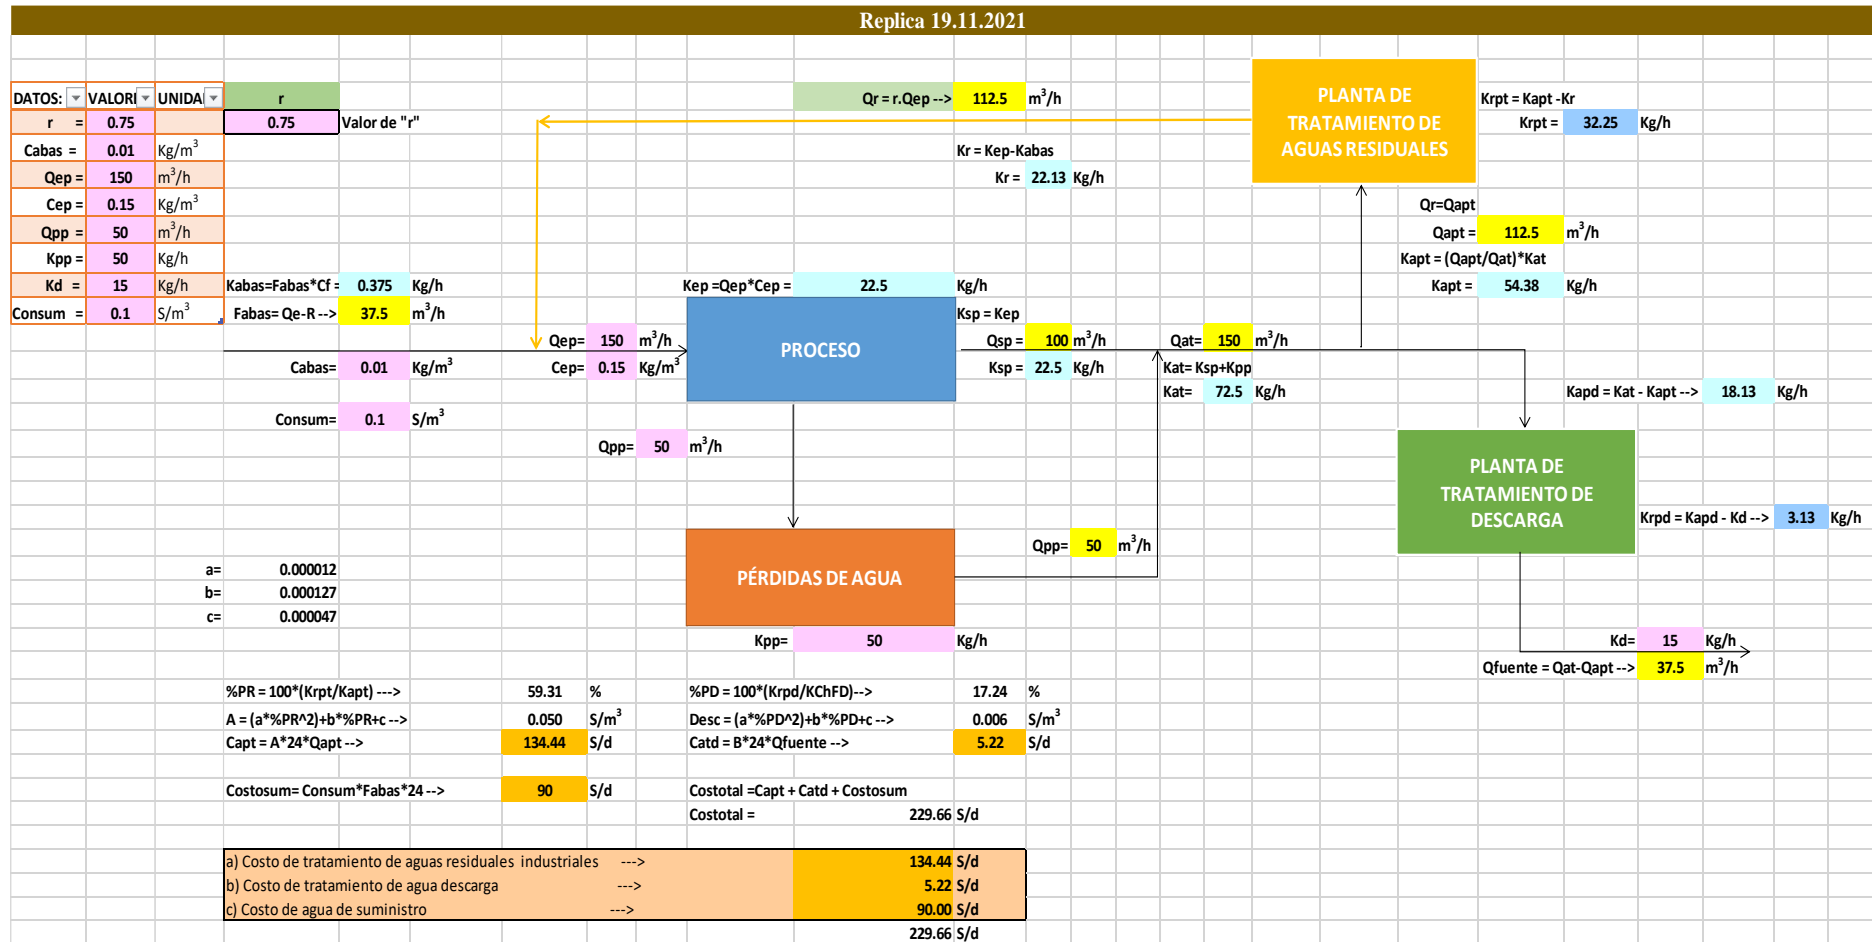 Replica 19.11.2021
DATOS: VALORI UNIDA r
r = 0.75 0.75 Valor de "r"
Cabas = 0.01 Kg/m³
Qep = 150 m³/h
Cep = 0.15 Kg/m³
Qpp = 50 m³/h
Kpp = 50 Kg/h
Kd = 15 Kg/h
Consum = 0.1 S/m³
Qr = r.Qep --> 112.5 m³/h
Kr = Kep-Kabas
Kr = 22.13 Kg/h
PLANTA DE
TRATAMIENTO DE
AGUAS RESIDUALES
Krpt = Kapt -Kr
Krpt = 32.25 Kg/h
Qr=Qapt
Qapt = 112.5 m³/h
Kapt = (Qapt/Qat)*Kat
Kapt = 54.38 Kg/h
Kabas=Fabas*Cf = 0.375 Kg/h
Fabas= Qe-R --> 37.5 m³/h
Cabas= 0.01 Kg/m³
Consum= 0.1 S/m³
Qep= 150 m³/h
Cep= 0.15 Kg/m³
Kep =Qep*Cep = 22.5 Kg/h
PROCESO
Ksp = Kep
Qsp = 100 m³/h
Ksp = 22.5 Kg/h
Qat= 150 m³/h
Kat= Ksp+Kpp
Kat= 72.5 Kg/h
Kapd = Kat - Kapt --> 18.13 Kg/h
Qpp= 50 m³/h
PLANTA DE
TRATAMIENTO DE
DESCARGA
Krpd = Kapd - Kd --> 3.13 Kg/h
PÉRDIDAS DE AGUA
Qpp= 50 m³/h
Kpp= 50 Kg/h
Kd= 15 Kg/h
Qfuente = Qat-Qapt --> 37.5 m³/h
a= 0.000012
b= 0.000127
c= 0.000047
%PR = 100*(Krpt/Kapt) ---> 59.31 %
A = (a*%PR^2)+b*%PR+c --> 0.050 S/m³
Capt = A*24*Qapt --> 134.44 S/d
%PD = 100*(Krpd/KChFD)--> 17.24 %
Desc = (a*%PD^2)+b*%PD+c --> 0.006 S/m³
Catd = B*24*Qfuente --> 5.22 S/d
Costosum= Consum*Fabas*24 --> 90 S/d
Costotal =Capt + Catd + Costosum
Costotal = 229.66 S/d
a) Costo de tratamiento de aguas residuales industriales ---> 134.44 S/d
b) Costo de tratamiento de agua descarga ---> 5.22 S/d
c) Costo de agua de suministro ---> 90.00 S/d
229.66 S/d